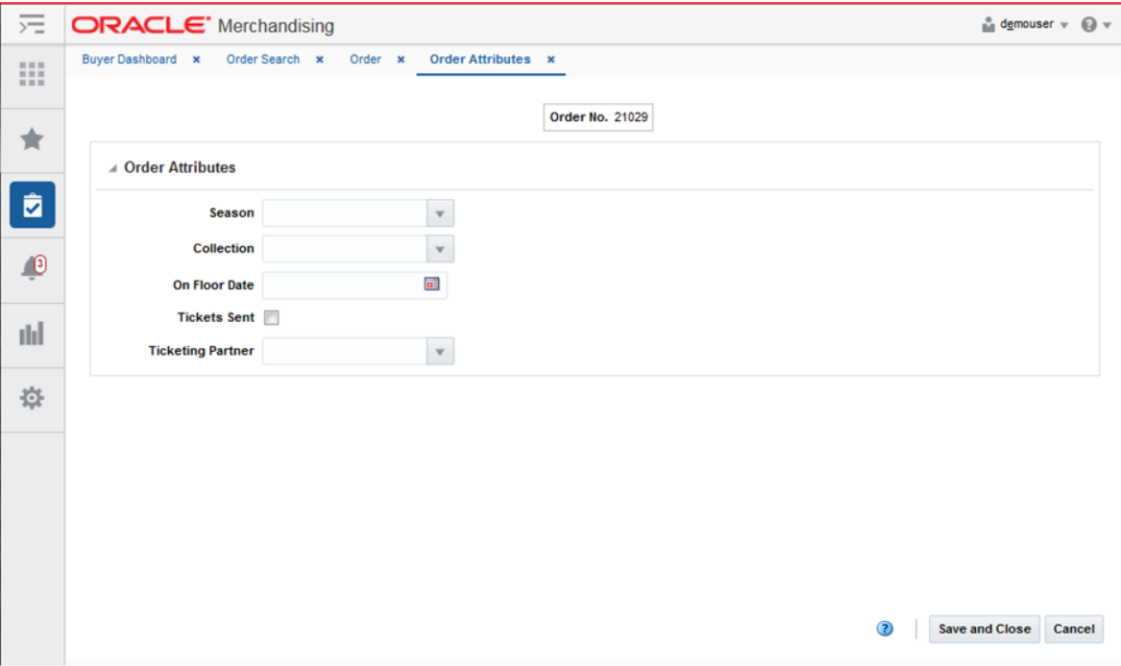 ORACLE® Merchandising
demouser
Buyer Dashboard
Order Search
Order
Order Attributes
Order No. 21029
Order Attributes
Season
Collection
3
On Floor Date
Tickets Sent
Ticketing Partner
Save and Close
Cancel